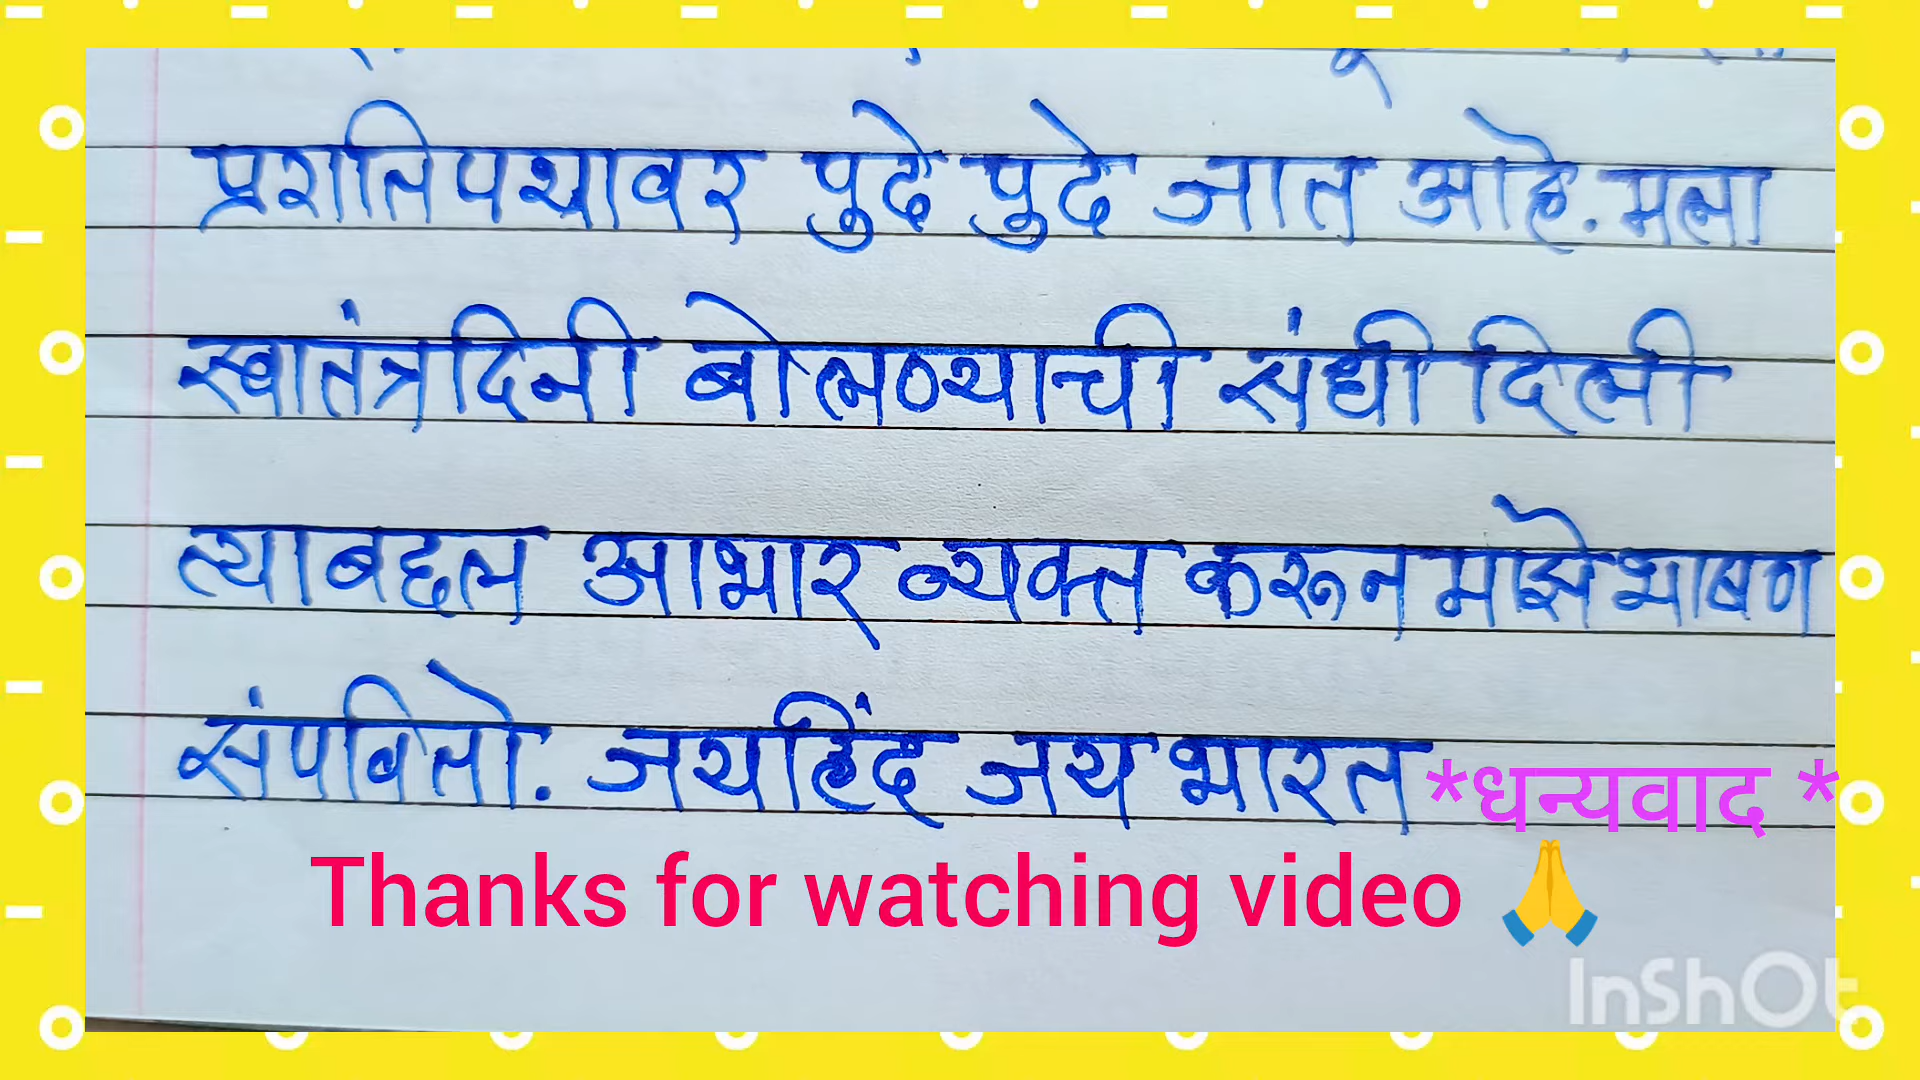 प्रगतिपथावर पुढे पुढे जात आहे. मला
स्वातंत्रदिनी बोलण्याची संधी दिली
त्याबद्दल आभार व्यक्त करून माझे भाषण
संपवितो. जयहिंद जय भारत *धन्यवाद *
Thanks for watching video 🙏
InShOt